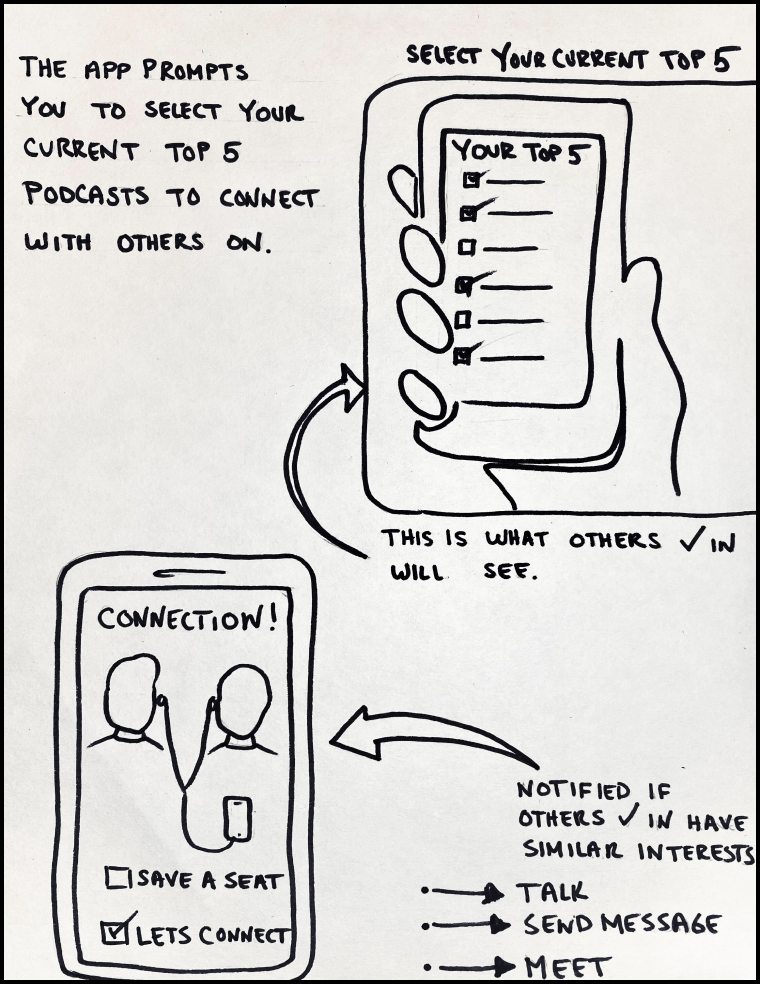 THE APP PROMPTS
YOU TO SELECT YOUR
CURRENT TOP 5
PODCASTS TO CONNECT
WITH OTHERS ON.
SELECT YOUR CURRENT TOP 5
YOUR TOP 5
THIS IS WHAT OTHERS ✓ IN
WILL SEE.
CONNECTION!
SAVE A SEAT
LETS CONNECT
NOTIFIED IF
OTHERS ✓ IN HAVE
SIMILAR INTERESTS
TALK
SEND MESSAGE
MEET